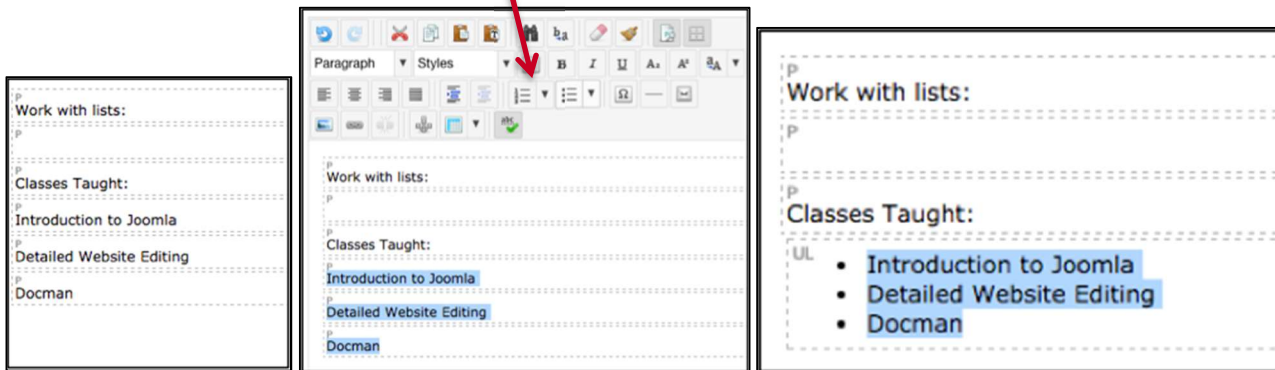 P
Work with lists:
P
P
Classes Taught:
P
Introduction to Joomla
P
Detailed Website Editing
P
Docman
Paragraph Styles B I U
P
Work with lists:
P
P
Classes Taught:
P
Introduction to Joomla
P
Detailed Website Editing
P
Docman
P
Work with lists:
P
P
Classes Taught:
UL
• Introduction to Joomla
• Detailed Website Editing
• Docman